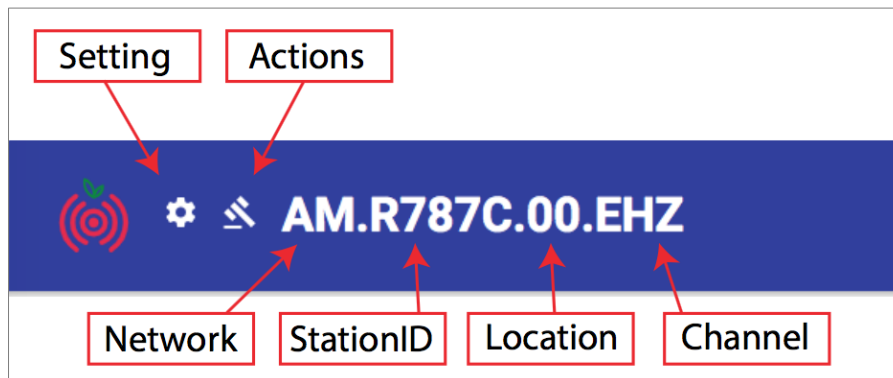 Setting Actions
AM.R787C.00.EHZ
Network StationID Location Channel